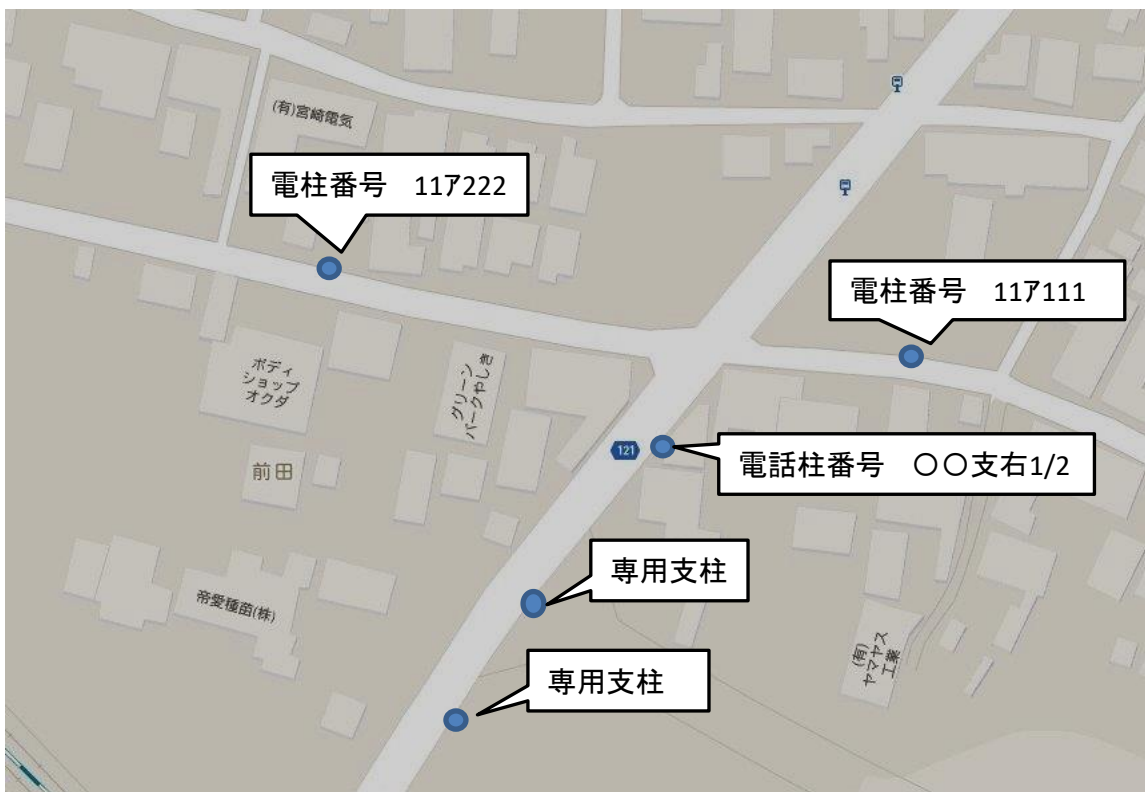 (有)宮崎電気
電柱番号　11ｱ222
電柱番号　11ｱ111
ボディ
ショップ
オクダ
グリーン
パークやしき
121
電話柱番号　〇〇支右1/2
前田
専用支柱
帝愛種苗(株)
(有)
ヤマヤス
工業
専用支柱